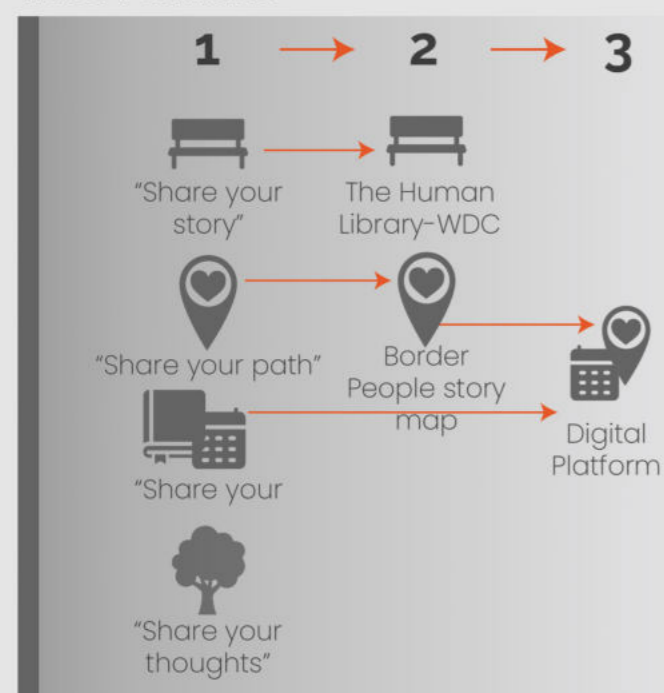 1
2
3
“Share your
story”
The Human
Library-WDC
“Share your path”
Border
People story
map
“Share your
Digital
Platform
“Share your
thoughts”